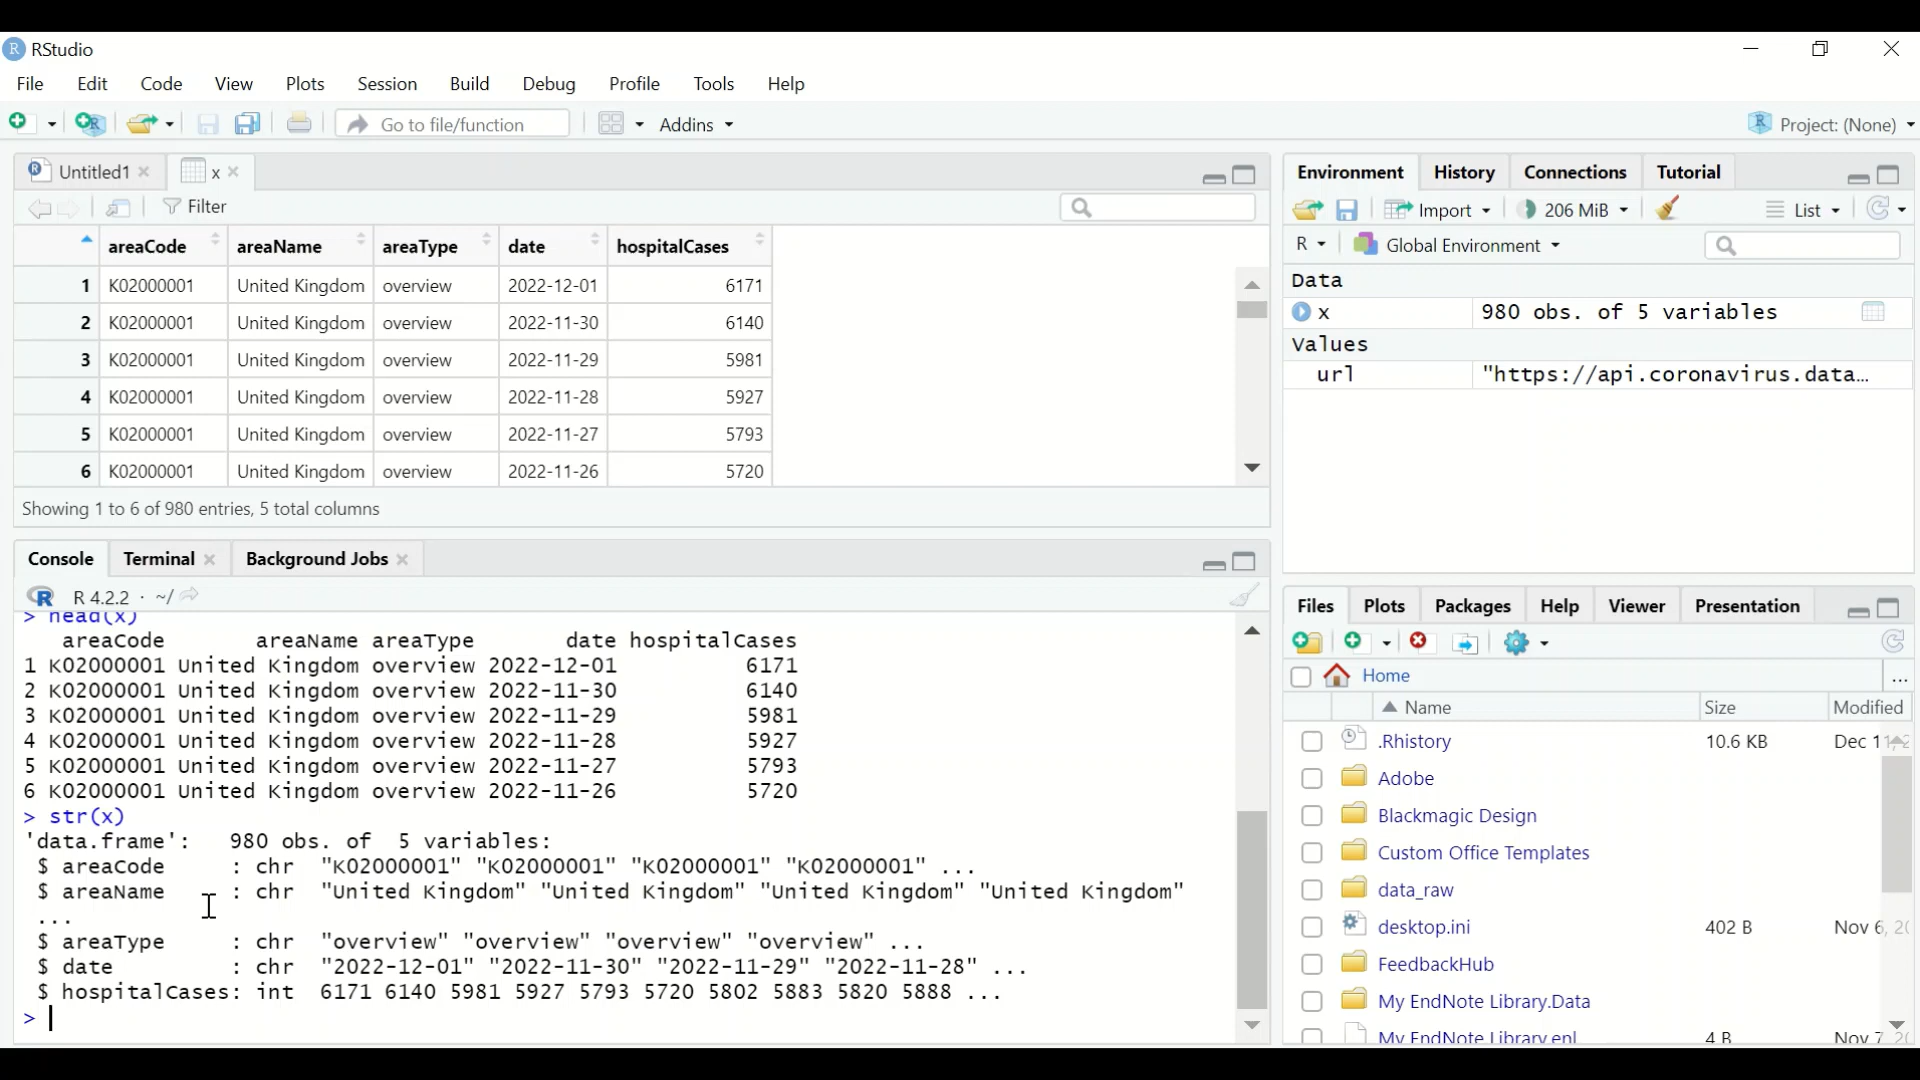 RStudio
File Edit Code View Plots Session Build Debug Profile Tools Help
Go to file/function Addins Project: (None)
Untitled1 x
Filter
areaCode areaName areaType date hospitalCases
1 K02000001 United Kingdom overview 2022-12-01 6171
2 K02000001 United Kingdom overview 2022-11-30 6140
3 K02000001 United Kingdom overview 2022-11-29 5981
4 K02000001 United Kingdom overview 2022-11-28 5927
5 K02000001 United Kingdom overview 2022-11-27 5793
6 K02000001 United Kingdom overview 2022-11-26 5720
Showing 1 to 6 of 980 entries, 5 total columns
Console Terminal Background Jobs
R 4.2.2 · ~/
> head(x)
areaCode areaName areaType date hospitalCases
1 K02000001 United Kingdom overview 2022-12-01 6171
2 K02000001 United Kingdom overview 2022-11-30 6140
3 K02000001 United Kingdom overview 2022-11-29 5981
4 K02000001 United Kingdom overview 2022-11-28 5927
5 K02000001 United Kingdom overview 2022-11-27 5793
6 K02000001 United Kingdom overview 2022-11-26 5720
> str(x)
'data.frame': 980 obs. of 5 variables:
$ areaCode : chr "K02000001" "K02000001" "K02000001" "K02000001" ...
$ areaName : chr "United Kingdom" "United Kingdom" "United Kingdom" "United Kingdom"
...
$ areaType : chr "overview" "overview" "overview" "overview" ...
$ date : chr "2022-12-01" "2022-11-30" "2022-11-29" "2022-11-28" ...
$ hospitalCases: int 6171 6140 5981 5927 5793 5720 5802 5883 5820 5888 ...
>
Environment History Connections Tutorial
Import 206 MiB List
R Global Environment
Data
x 980 obs. of 5 variables
Values
url "https://api.coronavirus.data…
Files Plots Packages Help Viewer Presentation
Home ...
Name Size Modified
.Rhistory 10.6 KB Dec 1
Adobe
Blackmagic Design
Custom Office Templates
data_raw
desktop.ini 402 B Nov 6, 20
FeedbackHub
My EndNote Library.Data
My EndNote Library.enl 4 B Nov 7, 20